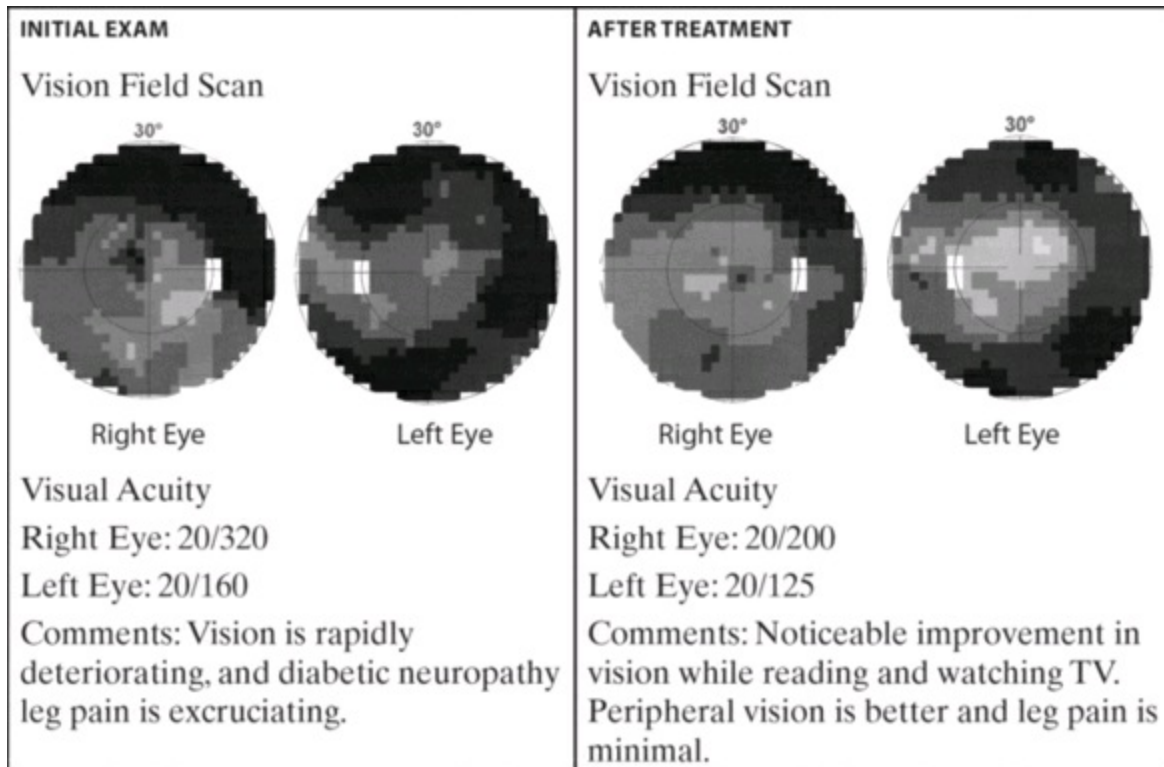 INITIAL EXAM
Vision Field Scan
30°
30°
Right Eye
Left Eye
Visual Acuity
Right Eye: 20/320
Left Eye: 20/160
Comments: Vision is rapidly
deteriorating, and diabetic neuropathy
leg pain is excruciating.
AFTER TREATMENT
Vision Field Scan
30°
30°
Right Eye
Left Eye
Visual Acuity
Right Eye: 20/200
Left Eye: 20/125
Comments: Noticeable improvement in
vision while reading and watching TV.
Peripheral vision is better and leg pain is
minimal.